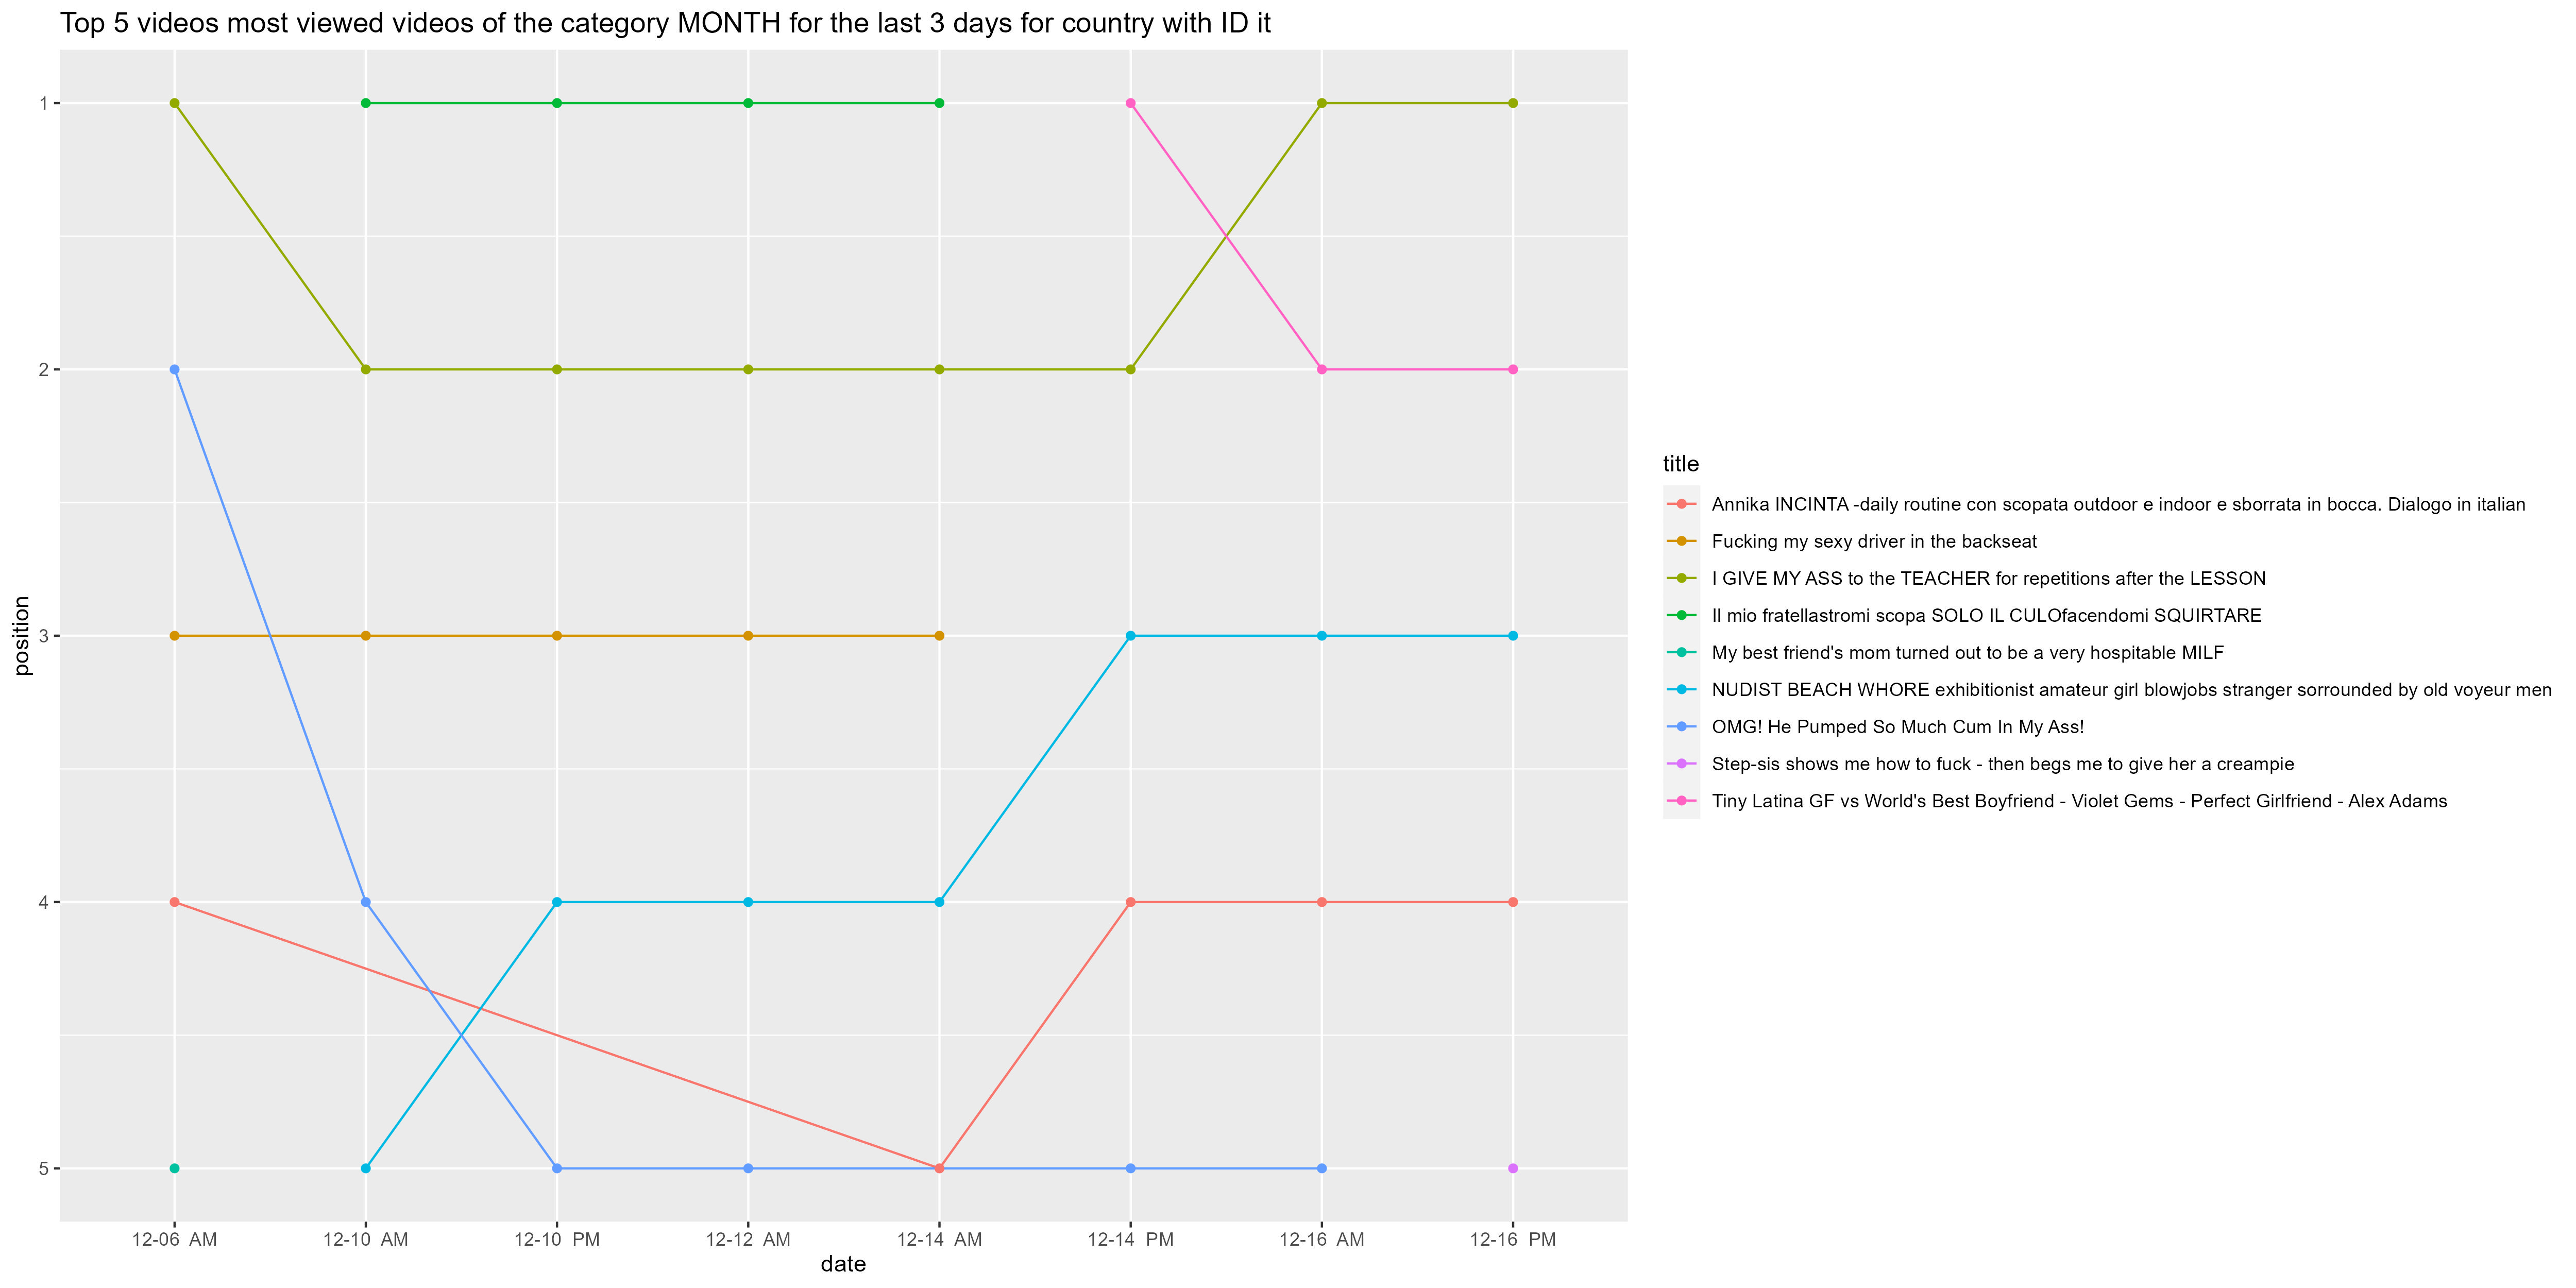 Top 5 videos most viewed videos of the category MONTH for the last 3 days for country with ID it
position
1
2
3
4
5
12-06 AM
12-10 AM
12-10 PM
12-12 AM
12-14 AM
12-14 PM
12-16 AM
12-16 PM
date
title
Annika INCINTA -daily routine con scopata outdoor e indoor e sborrata in bocca. Dialogo in italian
Fucking my sexy driver in the backseat
I GIVE MY ASS to the TEACHER for repetitions after the LESSON
Il mio fratellastromi scopa SOLO IL CULOfacendomi SQUIRTARE
My best friend's mom turned out to be a very hospitable MILF
NUDIST BEACH WHORE exhibitionist amateur girl blowjobs stranger sorrounded by old voyeur men
OMG! He Pumped So Much Cum In My Ass!
Step-sis shows me how to fuck - then begs me to give her a creampie
Tiny Latina GF vs World's Best Boyfriend - Violet Gems - Perfect Girlfriend - Alex Adams